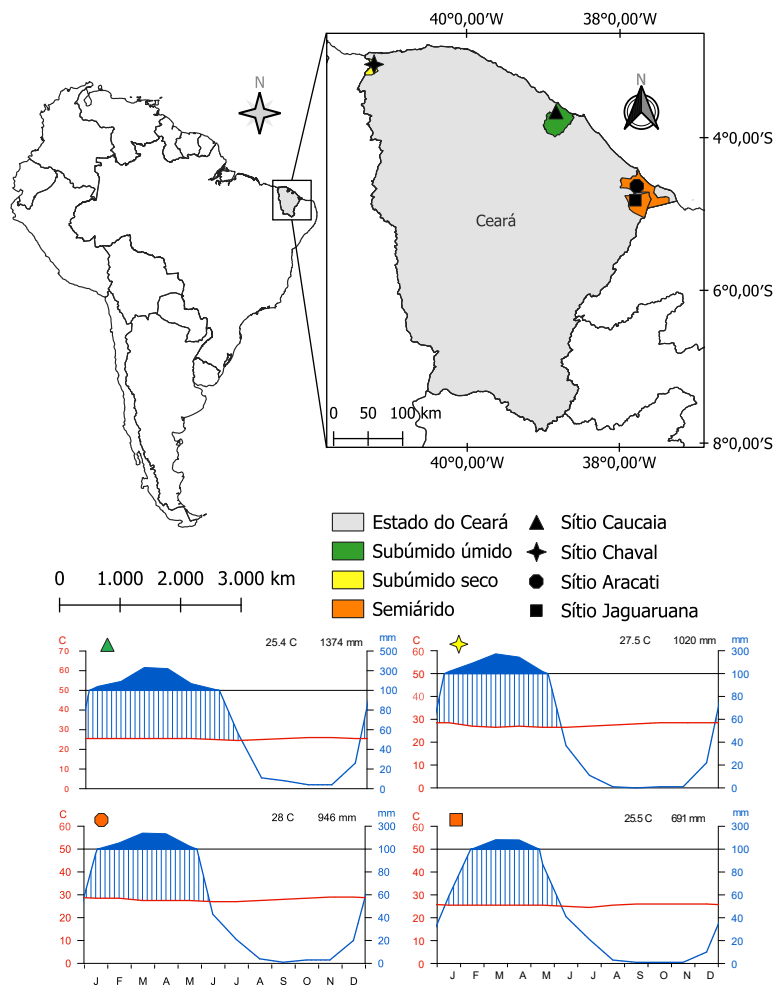 40°0,00'W 38°0,00'W
N
N
4°0,00'S
Ceará
6°0,00'S
0 50 100 km
8°0,00'S
40°0,00'W 38°0,00'W
Estado do Ceará Sítio Caucaia
Subúmido úmido Sítio Chaval
Subúmido seco Sítio Aracati
Semiárido Sítio Jaguaruana
0 1.000 2.000 3.000 km
C 25.4 C 1374 mm mm
70 500
60 300
50 100
40 80
30 60
20 40
10 20
0 0
C 27.5 C 1020 mm mm
60 300
50 100
40 80
30 60
20 40
10 20
0 0
C 28 C 946 mm mm
60 300
50 100
40 80
30 60
20 40
10 20
0 0
J F M A M J J A S O N D
C 25.5 C 691 mm mm
60 300
50 100
40 80
30 60
20 40
10 20
0 0
J F M A M J J A S O N D